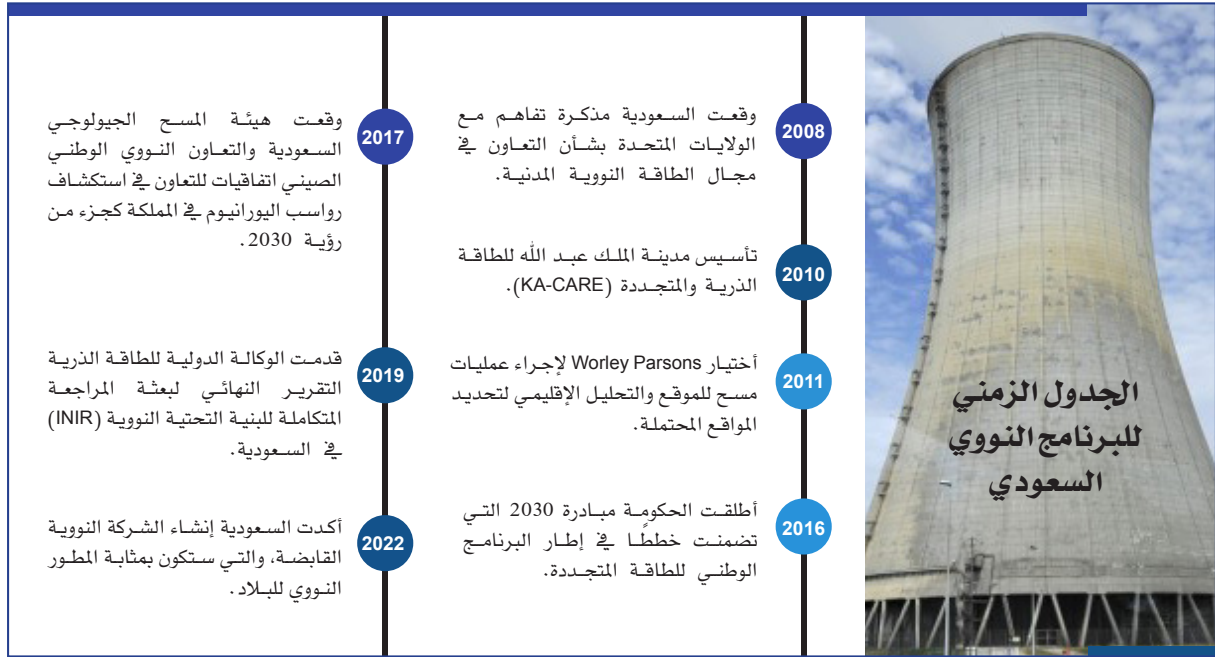 الجدول الزمني
للبرنامج النووي
السعودي
2008
وقعت السعودية مذكرة تفاهم مع
الولايات المتحدة بشأن التعاون في
مجال الطاقة النووية المدنية.
2010
تأسيس مدينة الملك عبد الله للطاقة
الذرية والمتجددة (KA-CARE).
2011
أختيار Worley Parsons لإجراء عمليات
مسح للموقع والتحليل الإقليمي لتحديد
المواقع المحتملة.
2016
أطلقت الحكومة مبادرة 2030 التي
تضمنت خططًا في إطار البرنامج
الوطني للطاقة المتجددة.
2017
وقعت هيئة المسح الجيولوجي
السعودية والتعاون النووي الوطني
الصيني اتفاقيات للتعاون في استكشاف
رواسب اليورانيوم في المملكة كجزء من
رؤية 2030.
2019
قدمت الوكالة الدولية للطاقة الذرية
التقرير النهائي لبعثة المراجعة
المتكاملة للبنية التحتية النووية (INIR)
في السعودية.
2022
أكدت السعودية إنشاء الشركة النووية
القابضة، والتي ستكون بمثابة المطور
النووي للبلاد.